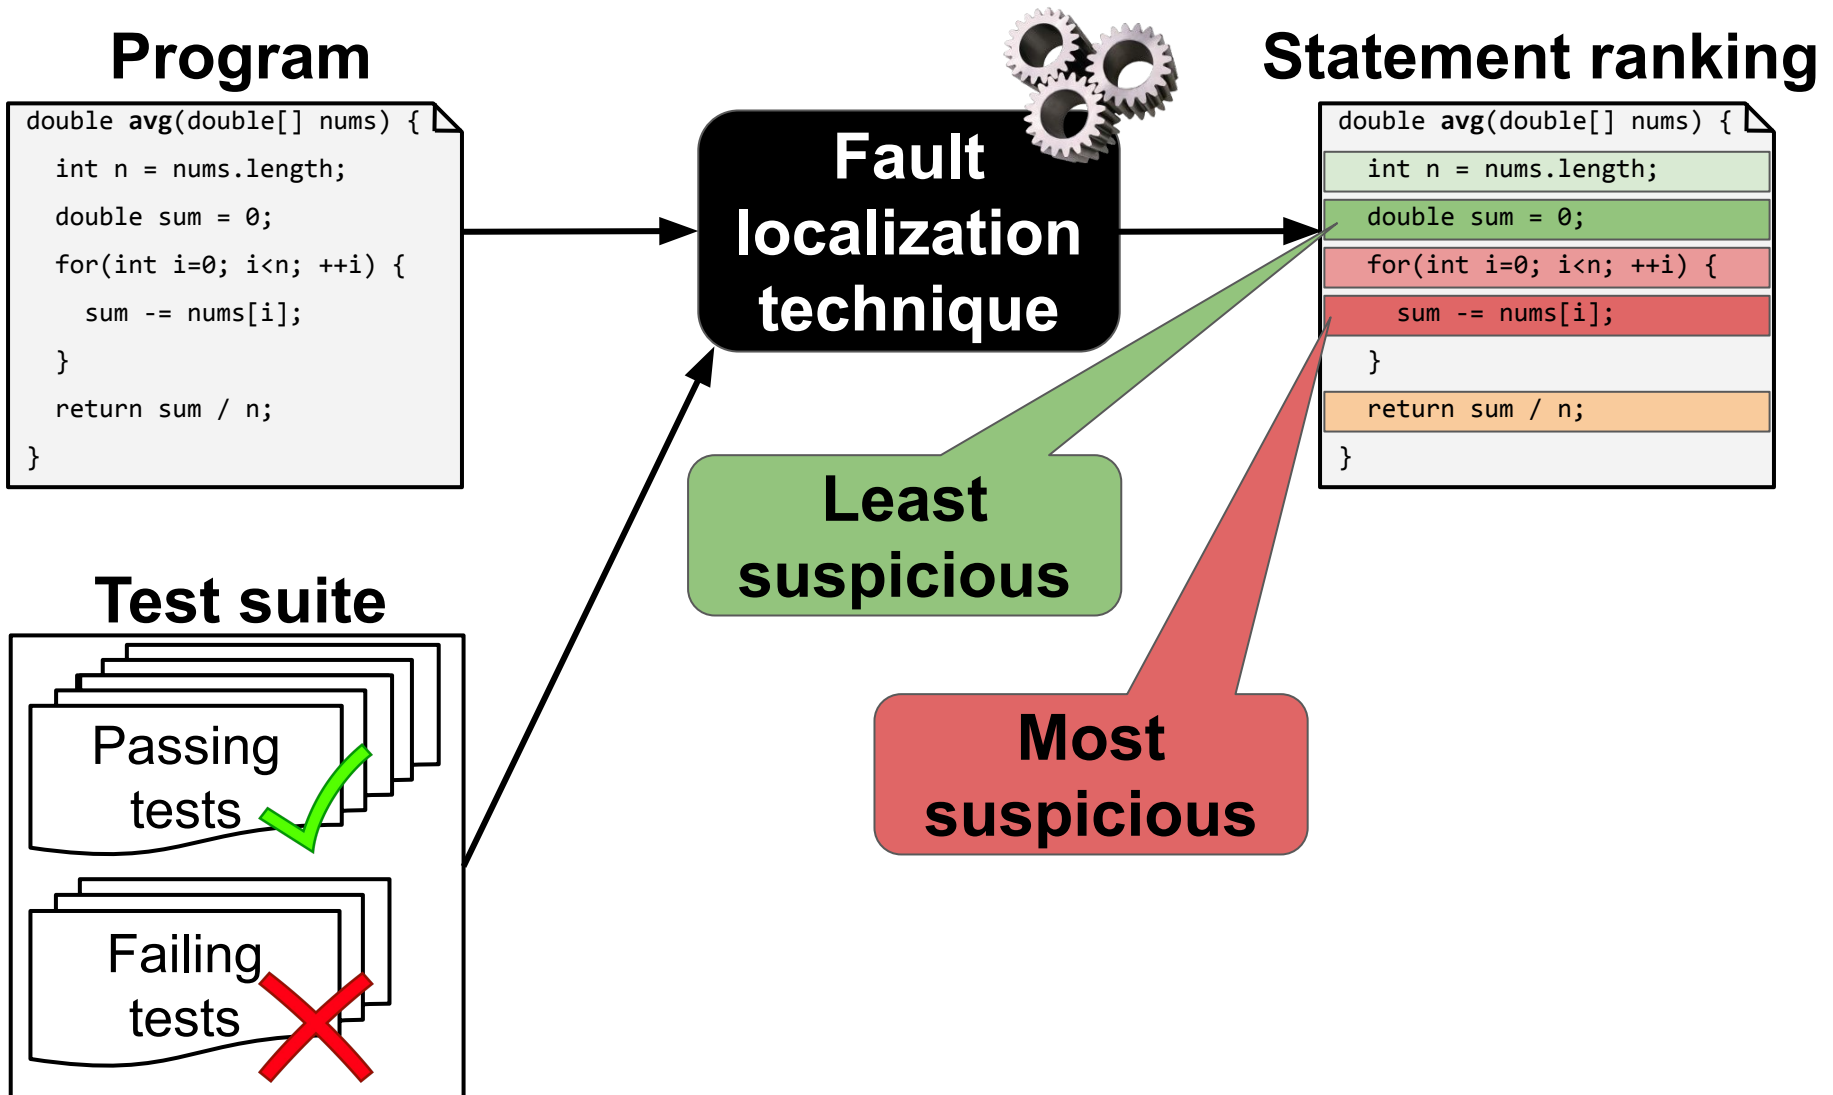 Program
double avg(double[] nums) {
  int n = nums.length;
  double sum = 0;
  for(int i=0; i<n; ++i) {
    sum -= nums[i];
  }
  return sum / n;
}
Test suite
Passing
tests
Failing
tests
Fault
localization
technique
Least
suspicious
Most
suspicious
Statement ranking
double avg(double[] nums) {
  int n = nums.length;
  double sum = 0;
  for(int i=0; i<n; ++i) {
    sum -= nums[i];
  }
  return sum / n;
}